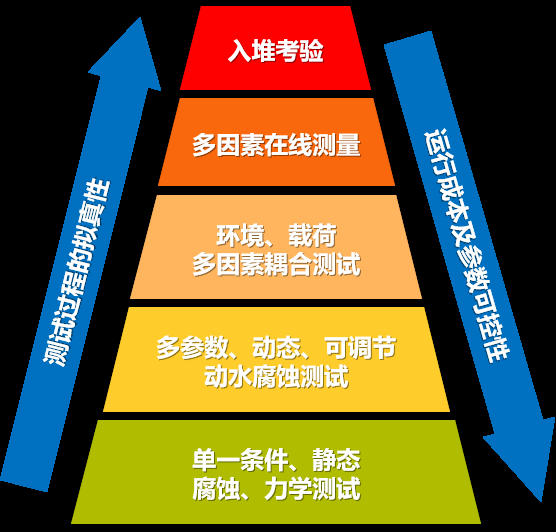 入堆考验
多因素在线测量
环境、载荷
多因素耦合测试
多参数、动态、可调节
动水腐蚀测试
单一条件、静态
腐蚀、力学测试
测试过程的拟真性
运行成本及参数可控性